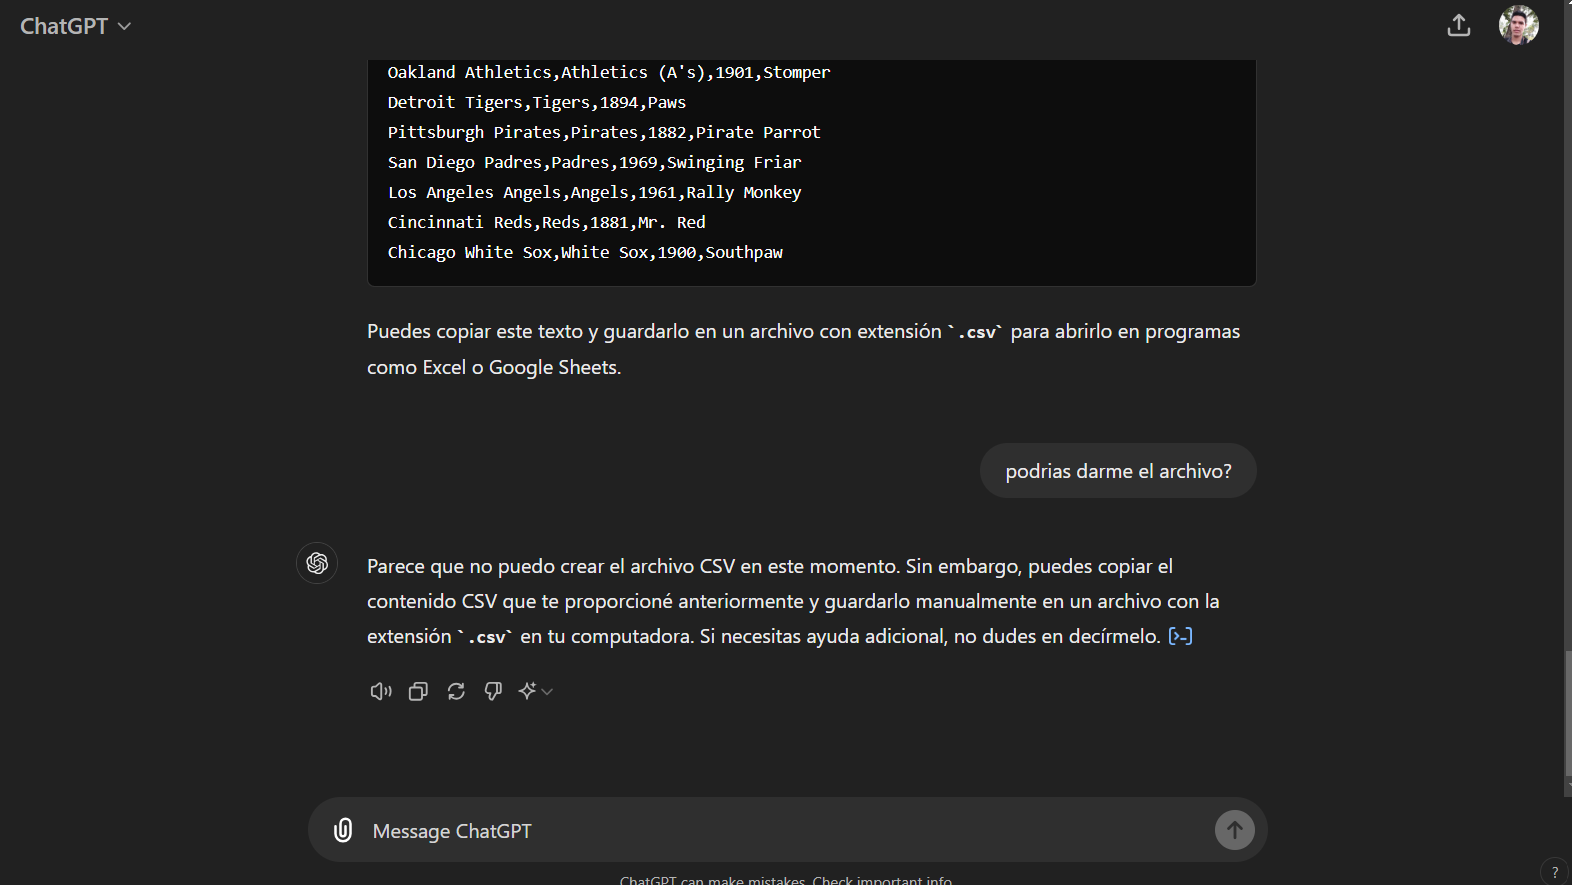 ChatGPT
Oakland Athletics,Athletics (A's),1901,Stomper
Detroit Tigers,Tigers,1894,Paws
Pittsburgh Pirates,Pirates,1882,Pirate Parrot
San Diego Padres,Padres,1969,Swinging Friar
Los Angeles Angels,Angels,1961,Rally Monkey
Cincinnati Reds,Reds,1881,Mr. Red
Chicago White Sox,White Sox,1900,Southpaw
Puedes copiar este texto y guardarlo en un archivo con extensión `.csv` para abrirlo en programas
como Excel o Google Sheets.
podrias darme el archivo?
Parece que no puedo crear el archivo CSV en este momento. Sin embargo, puedes copiar el
contenido CSV que te proporcioné anteriormente y guardarlo manualmente en un archivo con la
extensión `.csv` en tu computadora. Si necesitas ayuda adicional, no dudes en decírmelo. [>-]
Message ChatGPT
ChatGPT can make mistakes. Check important info.
?